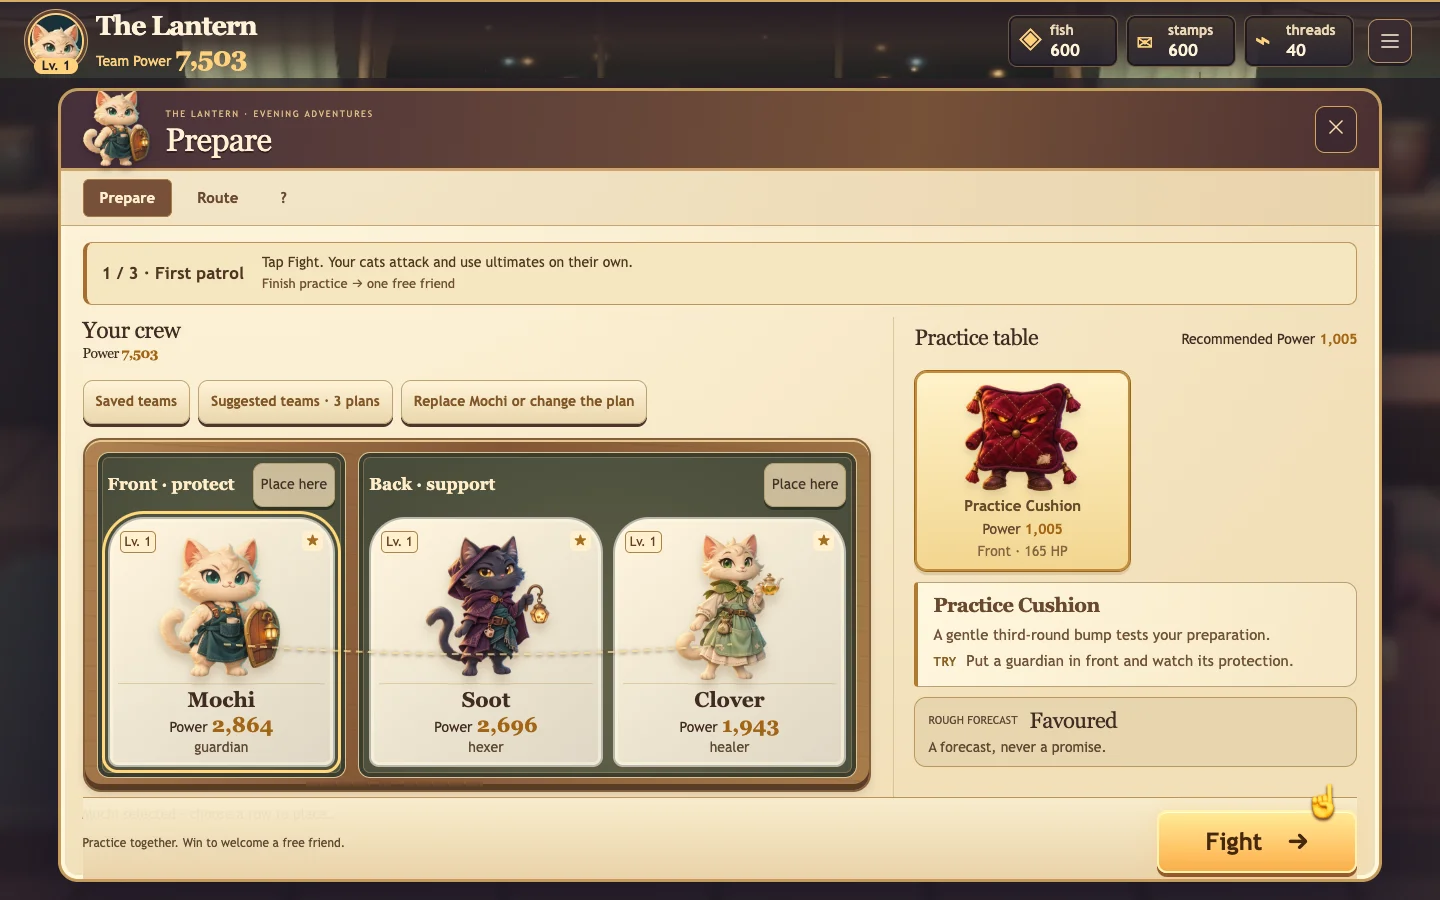 The Lantern
Team Power 7,503
Lv. 1
fish
600
stamps
600
threads
40
THE LANTERN · EVENING ADVENTURES
Prepare
Prepare
Route
?
1 / 3 · First patrol
Tap Fight. Your cats attack and use ultimates on their own.
Finish practice → one free friend
Your crew
Power 7,503
Saved teams
Suggested teams · 3 plans
Replace Mochi or change the plan
Front · protect
Place here
Lv. 1
Mochi
Power 2,864
guardian
Back · support
Place here
Lv. 1
Soot
Power 2,696
hexer
Lv. 1
Clover
Power 1,943
healer
Practice table
Recommended Power 1,005
Practice Cushion
Power 1,005
Front · 165 HP
Practice Cushion
A gentle third-round bump tests your preparation.
TRY Put a guardian in front and watch its protection.
ROUGH FORECAST Favoured
A forecast, never a promise.
Practice together. Win to welcome a free friend.
Fight →